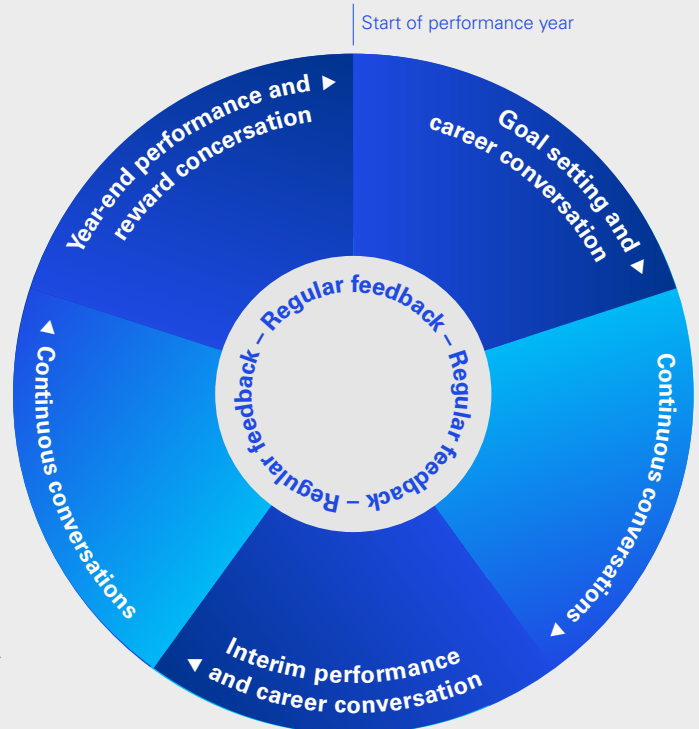 Start of performance year
Goal setting and
career conversation
Continuous conversations
Interim performance
and career conversation
Continuous conversations
Year-end performance and
reward concersation
Regular feedback – Regular feedback – Regular feedback –